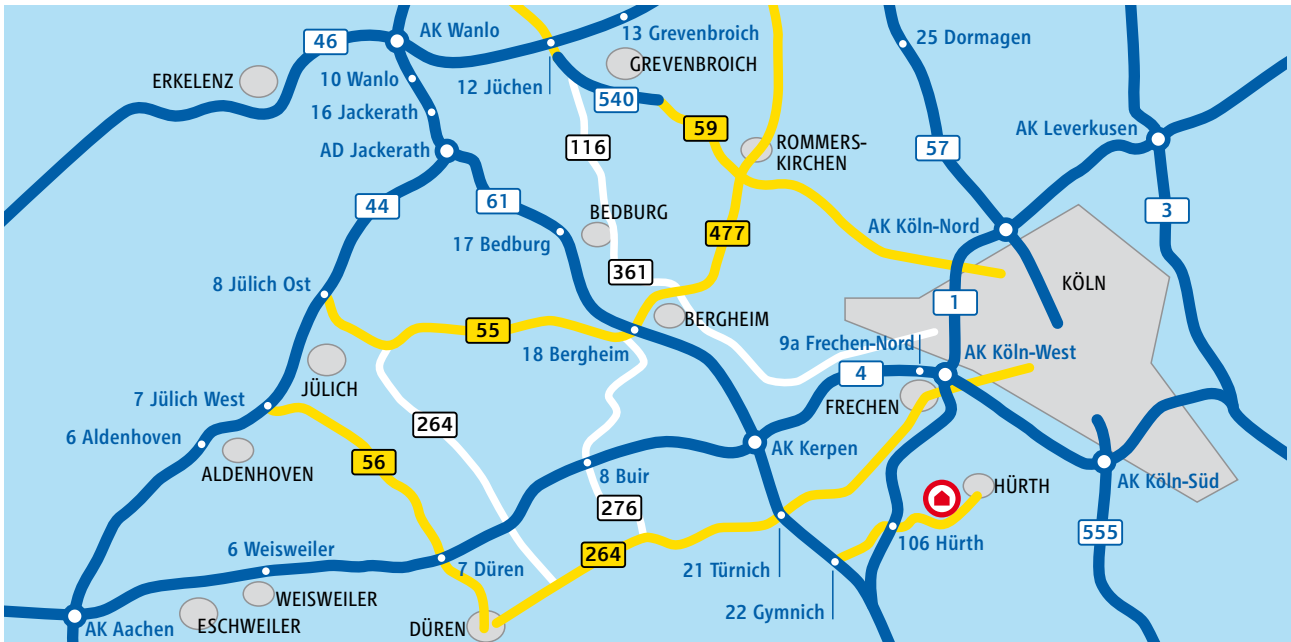 46
AK Wanlo
13 Grevenbroich
25 Dormagen
ERKELENZ
10 Wanlo
12 Jüchen
GREVENBROICH
16 Jackerath
540
59
AK Leverkusen
AD Jackerath
116
ROMMERS-
KIRCHEN
57
44
61
BEDBURG
3
17 Bedburg
477
AK Köln-Nord
361
8 Jülich Ost
KÖLN
1
55
BERGHEIM
18 Bergheim
9a Frechen-Nord
AK Köln-West
JÜLICH
4
7 Jülich West
FRECHEN
264
6 Aldenhoven
AK Kerpen
ALDENHOVEN
56
8 Buir
AK Köln-Süd
HÜRTH
276
555
106 Hürth
6 Weisweiler
264
7 Düren
21 Türnich
WEISWEILER
22 Gymnich
ESCHWEILER
AK Aachen
DÜREN